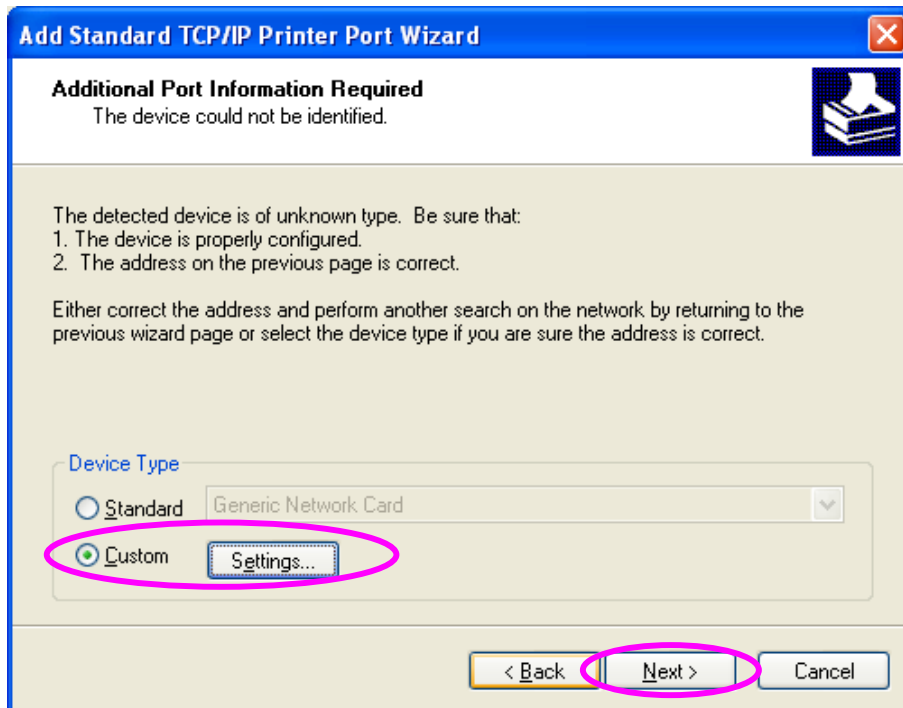 Add Standard TCP/IP Printer Port Wizard
Additional Port Information Required
The device could not be identified.
The detected device is of unknown type. Be sure that:
1. The device is properly configured.
2. The address on the previous page is correct.
Either correct the address and perform another search on the network by returning to the
previous wizard page or select the device type if you are sure the address is correct.
Device Type
Standard Generic Network Card
Custom Settings...
< Back Next > Cancel